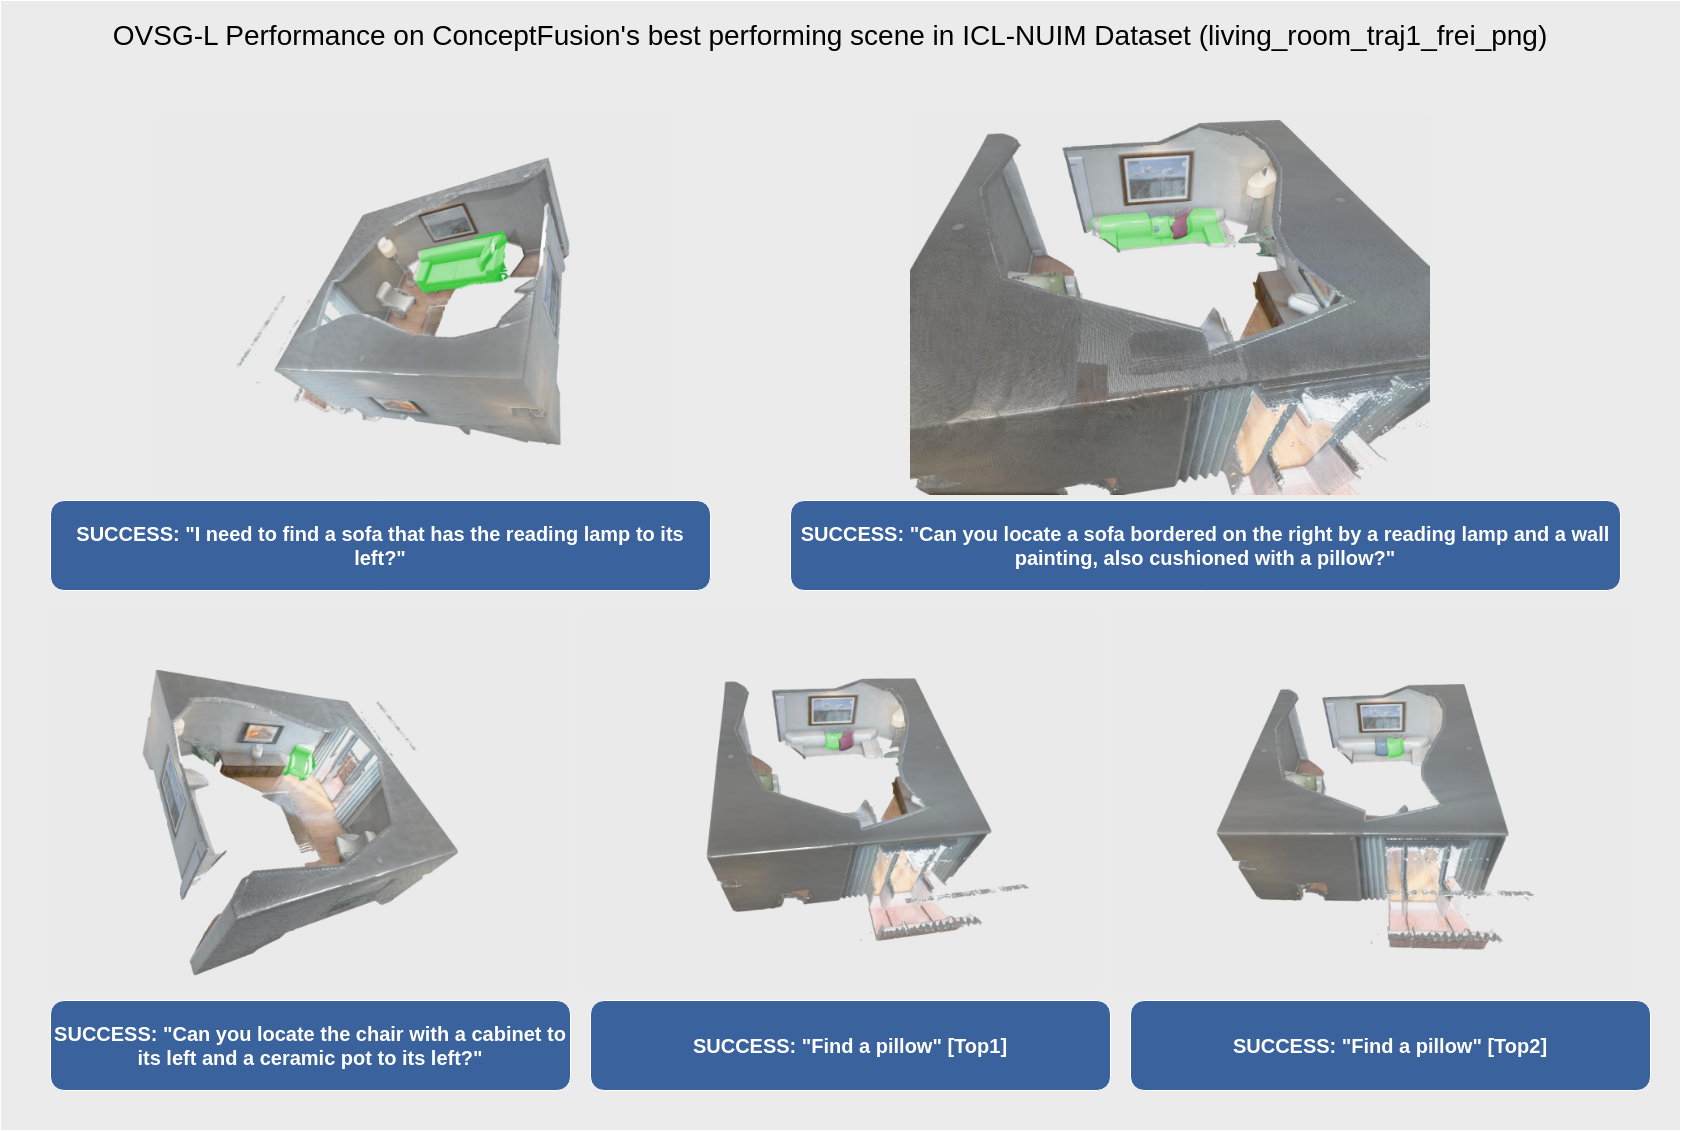 OVSG-L Performance on ConceptFusion's best performing scene in ICL-NUIM Dataset (living_room_traj1_frei_png)
SUCCESS: "I need to find a sofa that has the reading lamp to its
left?"
SUCCESS: "Can you locate a sofa bordered on the right by a reading lamp and a wall
painting, also cushioned with a pillow?"
SUCCESS: "Can you locate the chair with a cabinet to
its left and a ceramic pot to its left?"
SUCCESS: "Find a pillow" [Top1]
SUCCESS: "Find a pillow" [Top2]